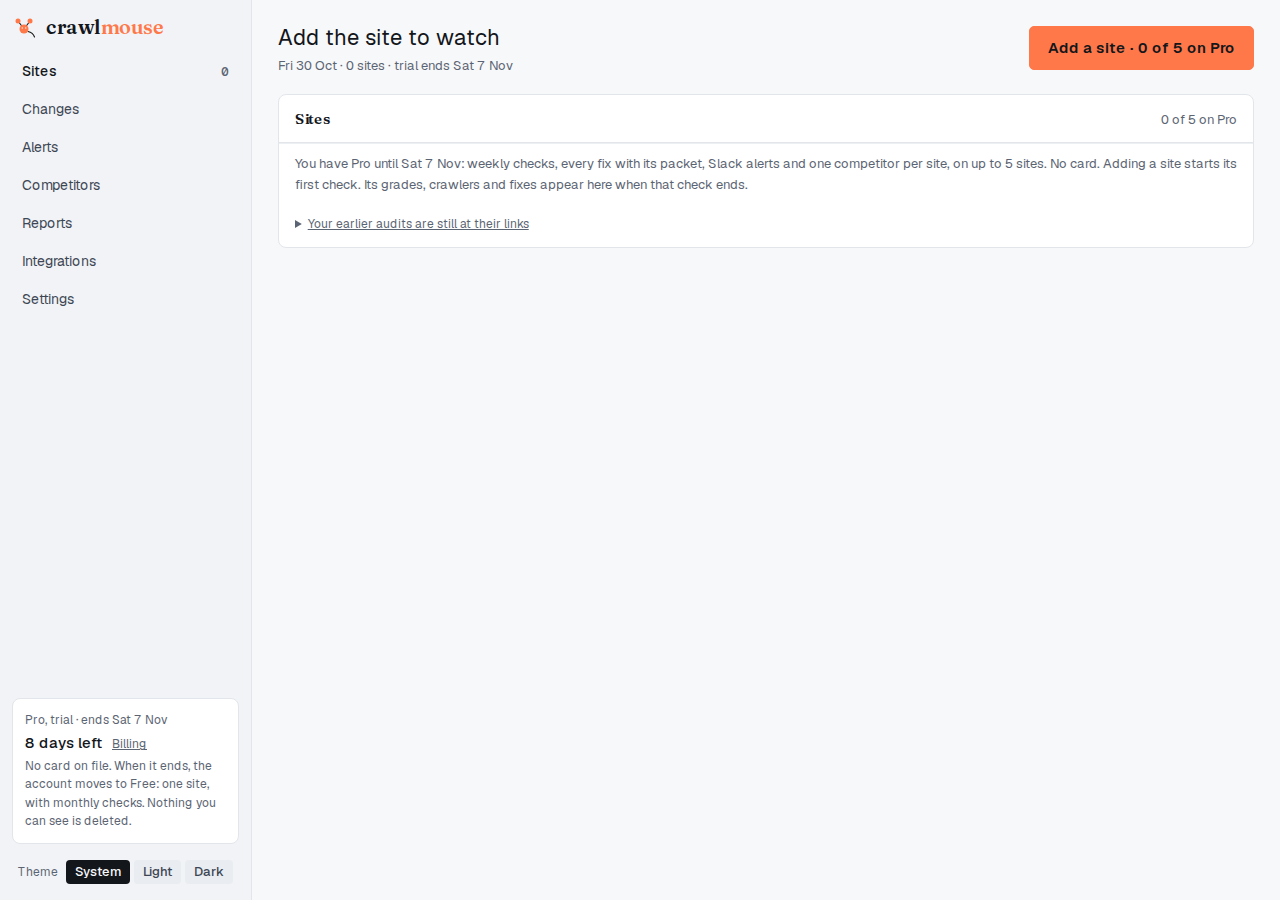 crawlmouse
Sites 0
Changes
Alerts
Competitors
Reports
Integrations
Settings
Pro, trial · ends Sat 7 Nov
8 days left Billing
No card on file. When it ends, the
account moves to Free: one site,
with monthly checks. Nothing you
can see is deleted.
Theme System Light Dark
Add the site to watch
Fri 30 Oct · 0 sites · trial ends Sat 7 Nov
Add a site · 0 of 5 on Pro
Sites 0 of 5 on Pro
You have Pro until Sat 7 Nov: weekly checks, every fix with its packet, Slack alerts and one competitor per site, on up to 5 sites. No card. Adding a site starts its
first check. Its grades, crawlers and fixes appear here when that check ends.
Your earlier audits are still at their links